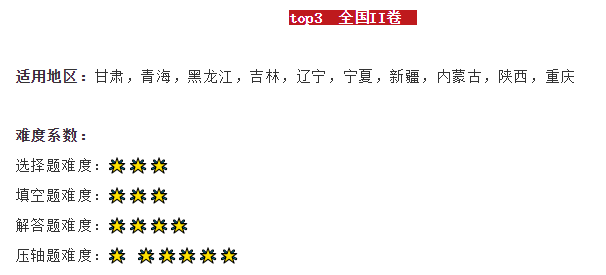 top3 全国II卷
适用地区：甘肃，青海，黑龙江，吉林，辽宁，宁夏，新疆，内蒙古，陕西，重庆
难度系数：
选择题难度：
填空题难度：
解答题难度：
压轴题难度：